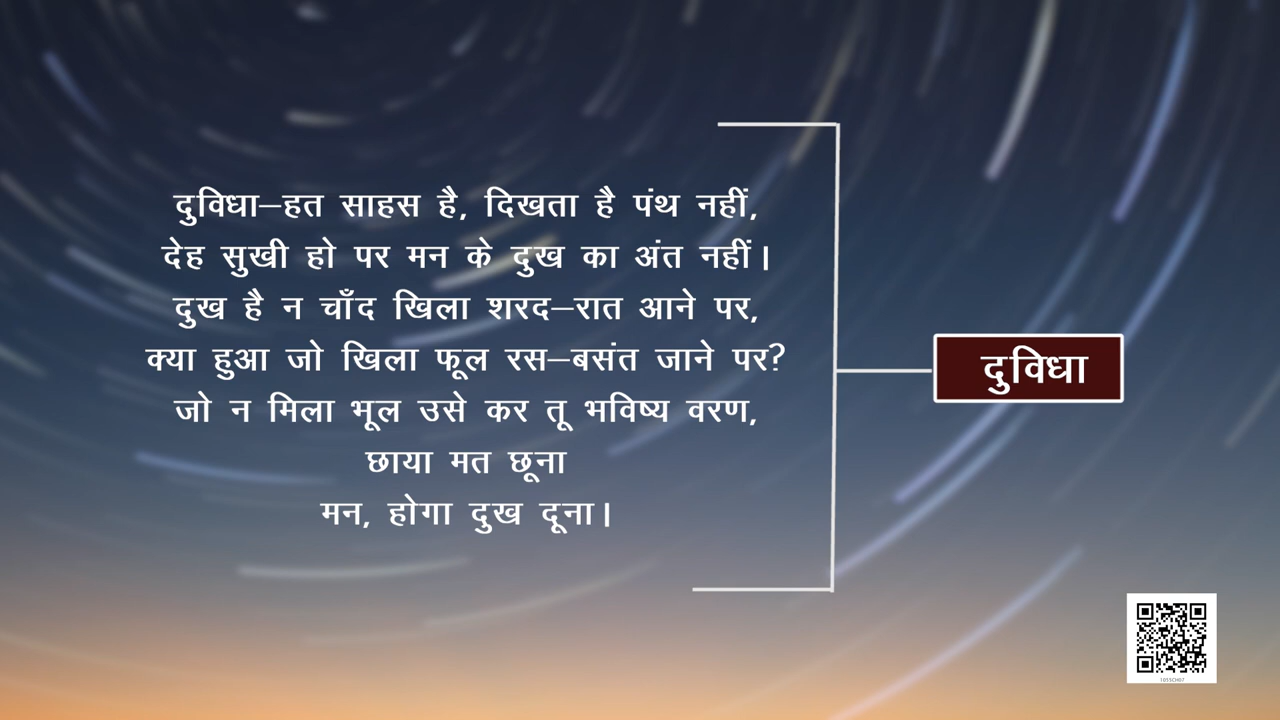 दुविधा–हत साहस है, दिखता है पंथ नहीं,
देह सुखी हो पर मन के दुख का अंत नहीं।
दुख है न चाँद खिला शरद–रात आने पर,
क्या हुआ जो खिला फूल रस–बसंत जाने पर?
जो न मिला भूल उसे कर तू भविष्य वरण,
छाया मत छूना
मन, होगा दुख दूना।
दुविधा
1055CH07